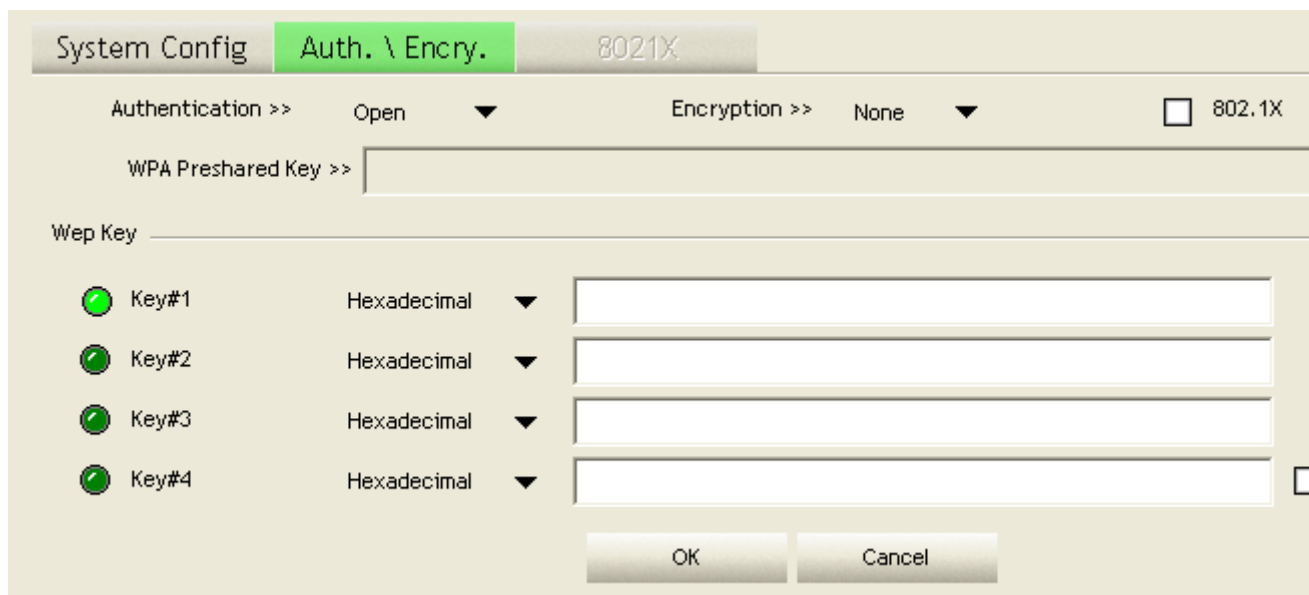 System Config Auth. \ Encry. 8021X
Authentication >> Open Encryption >> None 802.1X
WPA Preshared Key >>
Wep Key
Key#1 Hexadecimal
Key#2 Hexadecimal
Key#3 Hexadecimal
Key#4 Hexadecimal
OK Cancel